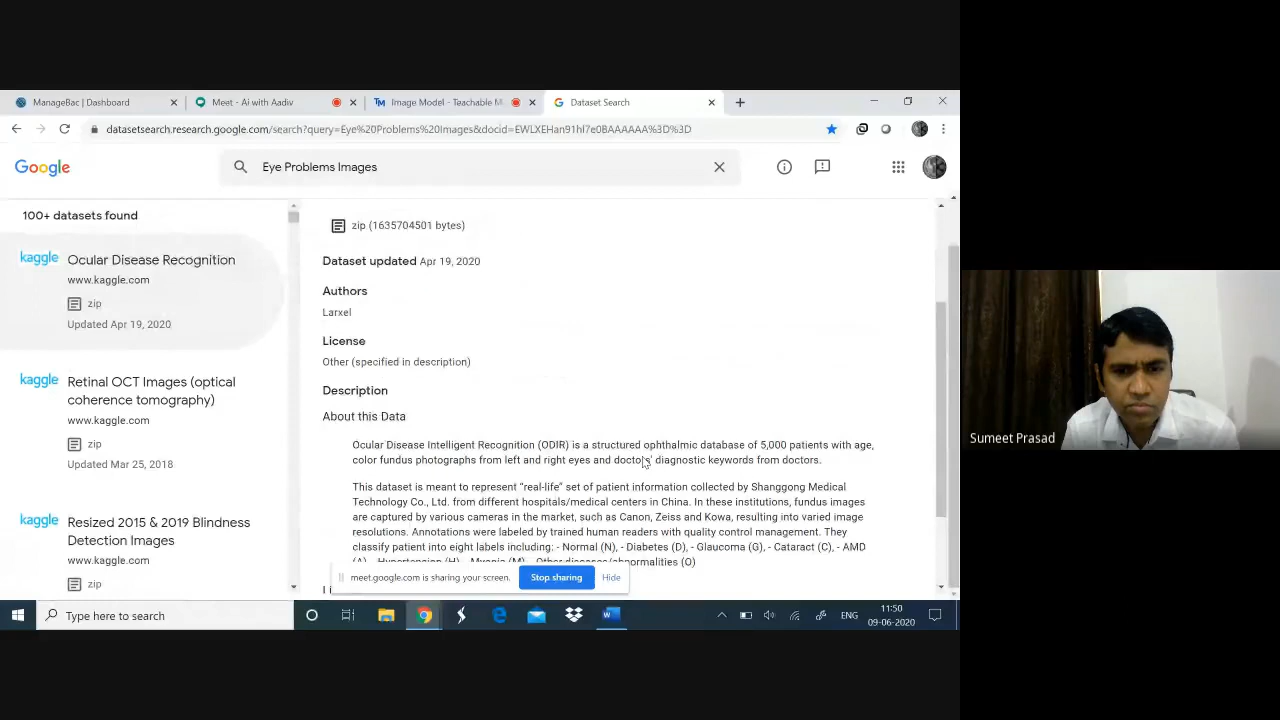 ManageBac | Dashboard
Meet - Ai with Aadiv
Image Model - Teachable M
Dataset Search
datasetsearch.research.google.com/search?query=Eye%20Problems%20Images&docid=EWLXEHan91hl7e0BAAAAAA%3D%3D
Google
Eye Problems Images
100+ datasets found
kaggle
Ocular Disease Recognition
www.kaggle.com
zip
Updated Apr 19, 2020
kaggle
Retinal OCT Images (optical
coherence tomography)
www.kaggle.com
zip
Updated Mar 25, 2018
kaggle
Resized 2015 & 2019 Blindness
Detection Images
www.kaggle.com
zip
zip (1635704501 bytes)
Dataset updated Apr 19, 2020
Authors
Larxel
License
Other (specified in description)
Description
About this Data
Ocular Disease Intelligent Recognition (ODIR) is a structured ophthalmic database of 5,000 patients with age,
color fundus photographs from left and right eyes and doctors' diagnostic keywords from doctors.
This dataset is meant to represent “real-life” set of patient information collected by Shanggong Medical
Technology Co., Ltd. from different hospitals/medical centers in China. In these institutions, fundus images
are captured by various cameras in the market, such as Canon, Zeiss and Kowa, resulting into varied image
resolutions. Annotations were labeled by trained human readers with quality control management. They
classify patient into eight labels including: - Normal (N), - Diabetes (D), - Glaucoma (G), - Cataract (C), - AMD
(A), - Hypertension (H), - Myopia (M), - Other diseases/abnormalities (O)
meet.google.com is sharing your screen.
Stop sharing
Hide
Type here to search
ENG
11:50
09-06-2020
Sumeet Prasad